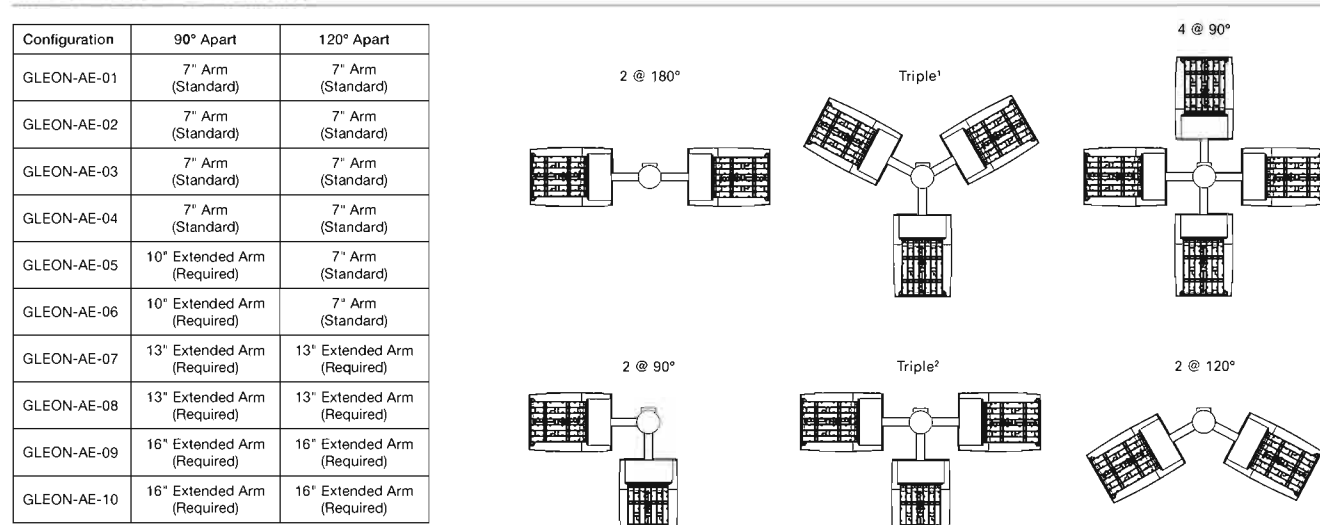 Configuration 90° Apart 120° Apart
GLEON-AE-01 7" Arm (Standard) 7" Arm (Standard)
GLEON-AE-02 7" Arm (Standard) 7" Arm (Standard)
GLEON-AE-03 7" Arm (Standard) 7" Arm (Standard)
GLEON-AE-04 7" Arm (Standard) 7" Arm (Standard)
GLEON-AE-05 10" Extended Arm (Required) 7" Arm (Standard)
GLEON-AE-06 10" Extended Arm (Required) 7" Arm (Standard)
GLEON-AE-07 13" Extended Arm (Required) 13" Extended Arm (Required)
GLEON-AE-08 13" Extended Arm (Required) 13" Extended Arm (Required)
GLEON-AE-09 16" Extended Arm (Required) 16" Extended Arm (Required)
GLEON-AE-10 16" Extended Arm (Required) 16" Extended Arm (Required)
2 @ 180°
Triple¹
4 @ 90°
2 @ 90°
Triple²
2 @ 120°